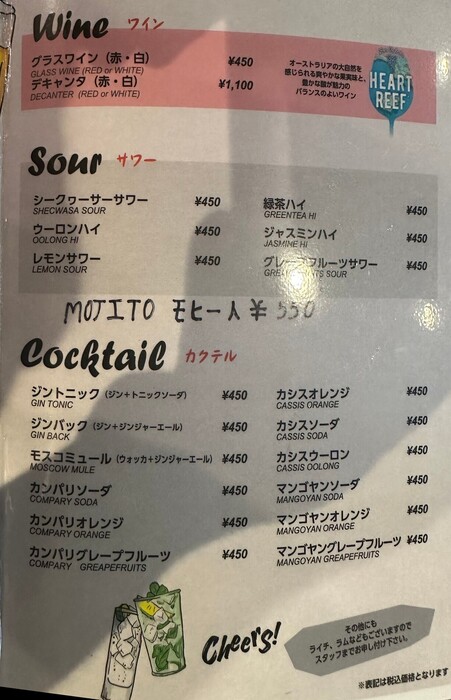 Wine ワイン
グラスワイン（赤・白） ¥450
GLASS WINE (RED or WHITE)
デキャンタ（赤・白） ¥1,100
DECANTER (RED or WHITE)
オーストラリアの大自然を
感じられる爽やかな果実味と、
豊かな酸が魅力の
バランスのよいワイン
HEART
REEF
Sour サワー
シークヮーサーサワー ¥450
SHECWASA SOUR
ウーロンハイ ¥450
OOLONG HI
レモンサワー ¥450
LEMON SOUR
緑茶ハイ ¥450
GREENTEA HI
ジャスミンハイ ¥450
JASMINE HI
グレープフルーツサワー ¥450
SOUR
MOJITO モヒート ¥550
Cocktail カクテル
ジントニック（ジン＋トニックソーダ） ¥450
GIN TONIC
ジンバック（ジン＋ジンジャーエール） ¥450
GIN BACK
モスコミュール（ウォッカ＋ジンジャーエール） ¥450
MOSCOW MULE
カンパリソーダ ¥450
COMPARY SODA
カンパリオレンジ ¥450
COMPARY ORANGE
カンパリグレープフルーツ ¥450
COMPARY GREAPEFRUITS
カシスオレンジ ¥450
CASSIS ORANGE
カシスソーダ ¥450
CASSIS SODA
カシスウーロン ¥450
CASSIS OOLONG
マンゴヤンソーダ ¥450
MANGOYAN SODA
マンゴヤンオレンジ ¥450
MANGOYAN ORANGE
マンゴヤングレープフルーツ ¥450
MANGOYAN GREAPEFRUITS
Cheers!
その他にも
ライチ、ラムなどもございますので
スタッフまでお申し付け下さい。
※表記は税込価格となります